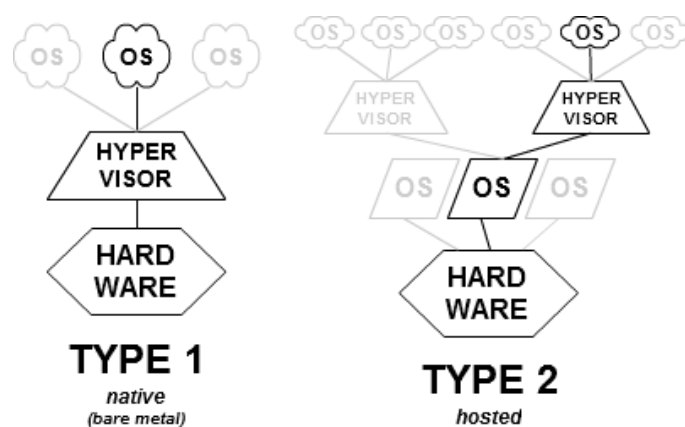 OS OS OS
HYPER
VISOR
HARD
WARE
TYPE 1
native
(bare metal)
OS OS OS OS OS OS
HYPER
VISOR
HYPER
VISOR
OS OS OS
HARD
WARE
TYPE 2
hosted